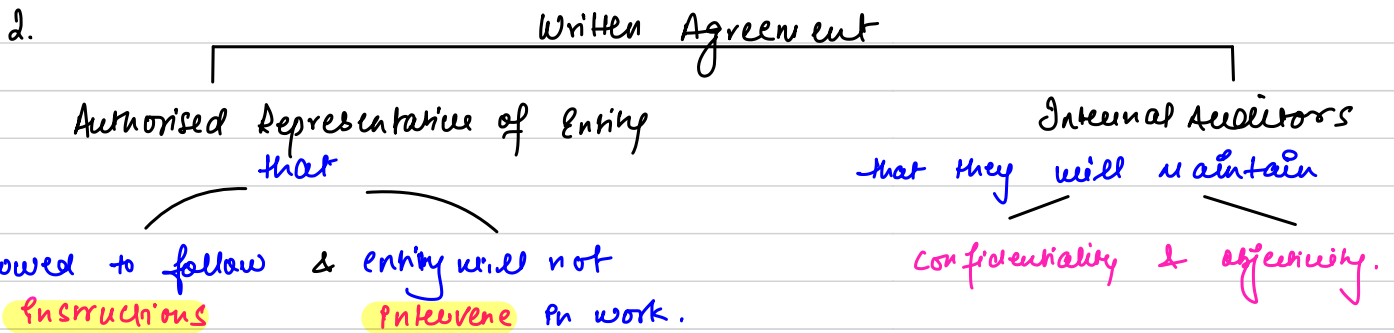 2. Written Agreement
Authorised Representative of Entity Internal Auditors
that that they will maintain
owed to follow & entity will not confidentiality & objectivity.
instructions intervene in work.